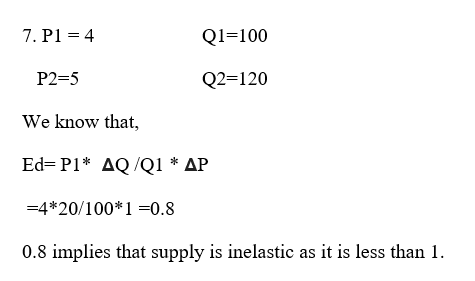 7. P1 = 4 Q1=100
P2=5 Q2=120
We know that,
Ed= P1* ΔQ /Q1 * ΔP
=4*20/100*1 =0.8
0.8 implies that supply is inelastic as it is less than 1.